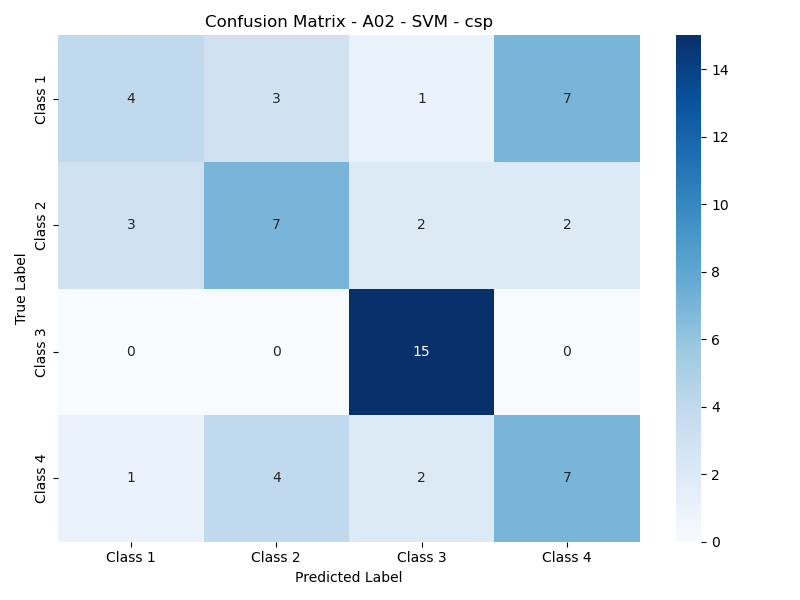 Confusion Matrix - A02 - SVM - csp
True Label
Class 1
4 3 1 7
Class 2
3 7 2 2
Class 3
0 0 15 0
Class 4
1 4 2 7
Class 1 Class 2 Class 3 Class 4
Predicted Label
14
12
10
8
6
4
2
0